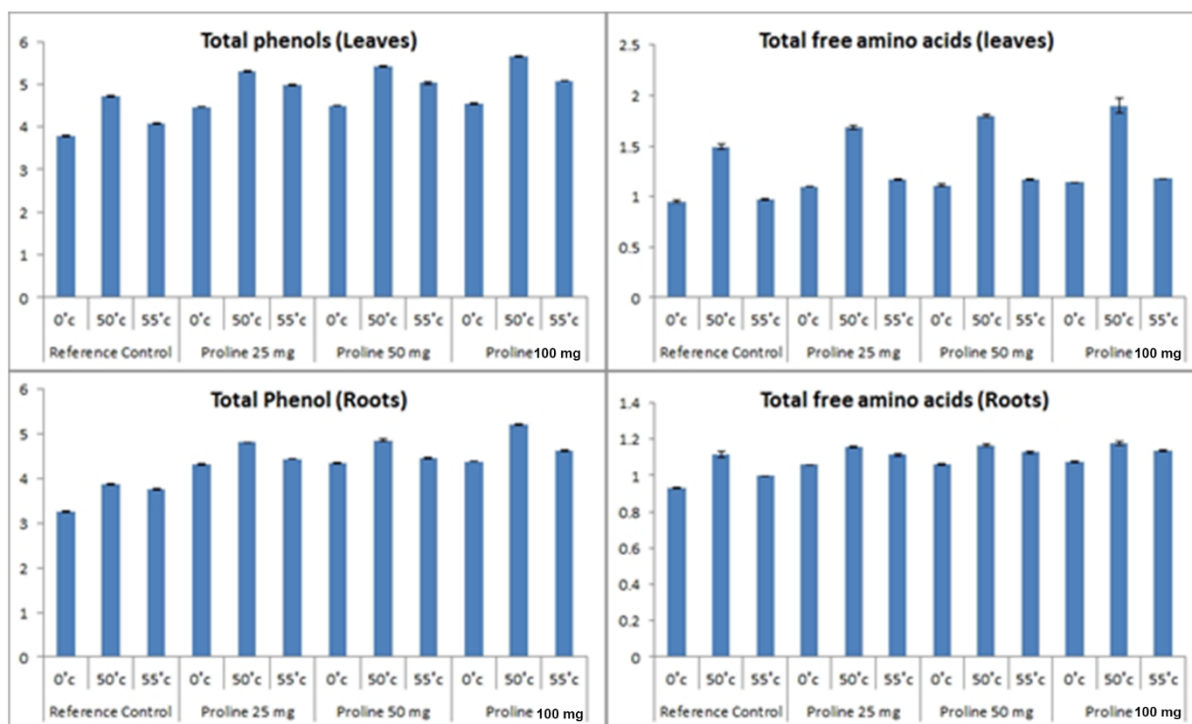 Total phenols (Leaves)
6
5
4
3
2
1
0
0˚c 50˚c 55˚c 0˚c 50˚c 55˚c 0˚c 50˚c 55˚c 0˚c 50˚c 55˚c
Reference Control Proline 25 mg Proline 50 mg Proline 100 mg
Total free amino acids (leaves)
2.5
2
1.5
1
0.5
0
0˚c 50˚c 55˚c 0˚c 50˚c 55˚c 0˚c 50˚c 55˚c 0˚c 50˚c 55˚c
Reference Control Proline 25 mg Proline 50 mg Proline 100 mg
Total Phenol (Roots)
6
5
4
3
2
1
0
0˚c 50˚c 55˚c 0˚c 50˚c 55˚c 0˚c 50˚c 55˚c 0˚c 50˚c 55˚c
Reference Control Proline 25 mg Proline 50 mg Proline 100 mg
Total free amino acids (Roots)
1.4
1.2
1
0.8
0.6
0.4
0.2
0
0˚c 50˚c 55˚c 0˚c 50˚c 55˚c 0˚c 50˚c 55˚c 0˚c 50˚c 55˚c
Reference Control Proline 25 mg Proline 50 mg Proline 100 mg